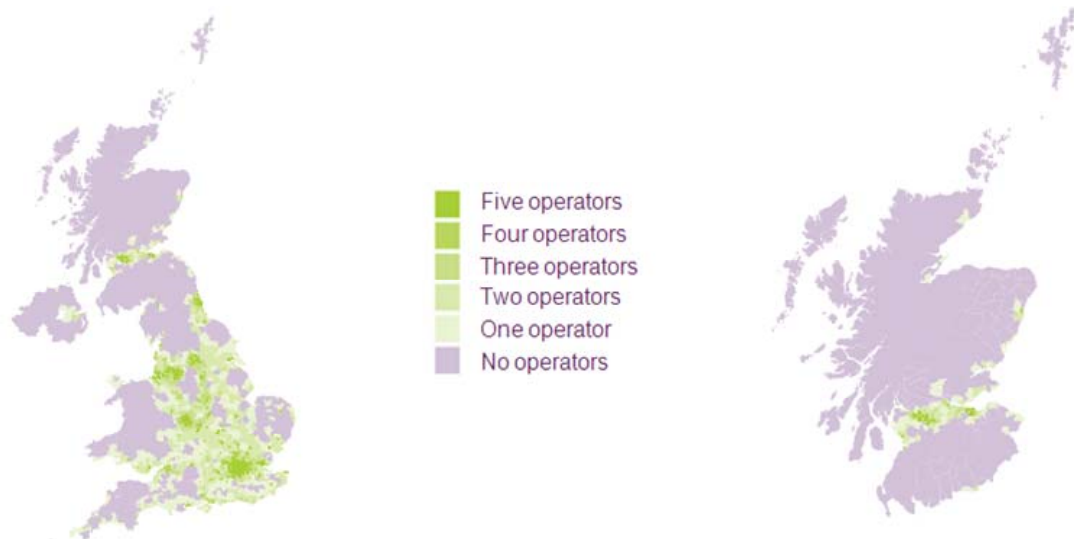 Five operators
Four operators
Three operators
Two operators
One operator
No operators